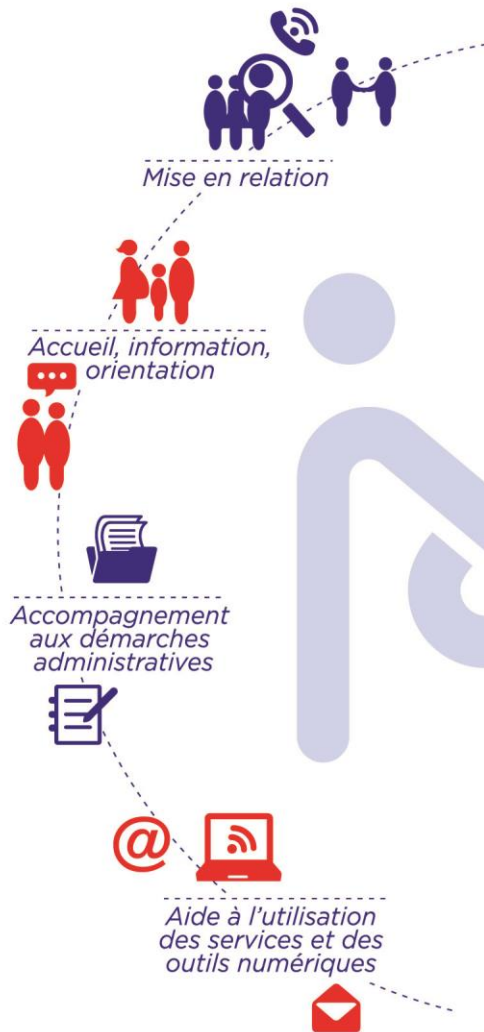 Mise en relation
Accueil, information,
orientation
Accompagnement
aux démarches
administratives
@
Aide à l'utilisation
des services et des
outils numériques